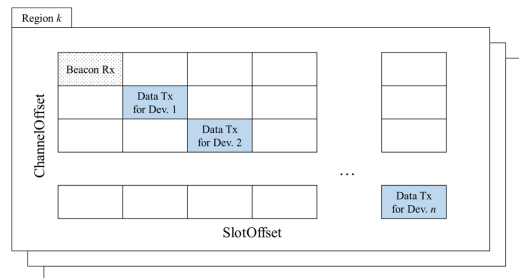 Region k
Beacon Rx
Data Tx
for Dev. 1
Data Tx
for Dev. 2
ChannelOffset
...
Data Tx
for Dev. n
SlotOffset